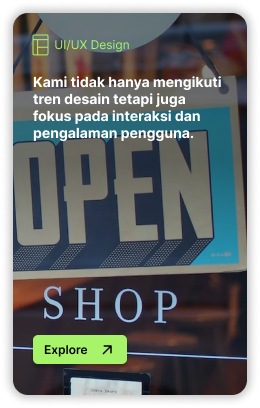 UI/UX Design
Kami tidak hanya mengikuti
tren desain tetapi juga
fokus pada interaksi dan
pengalaman pengguna.
OPEN
SHOP
Explore